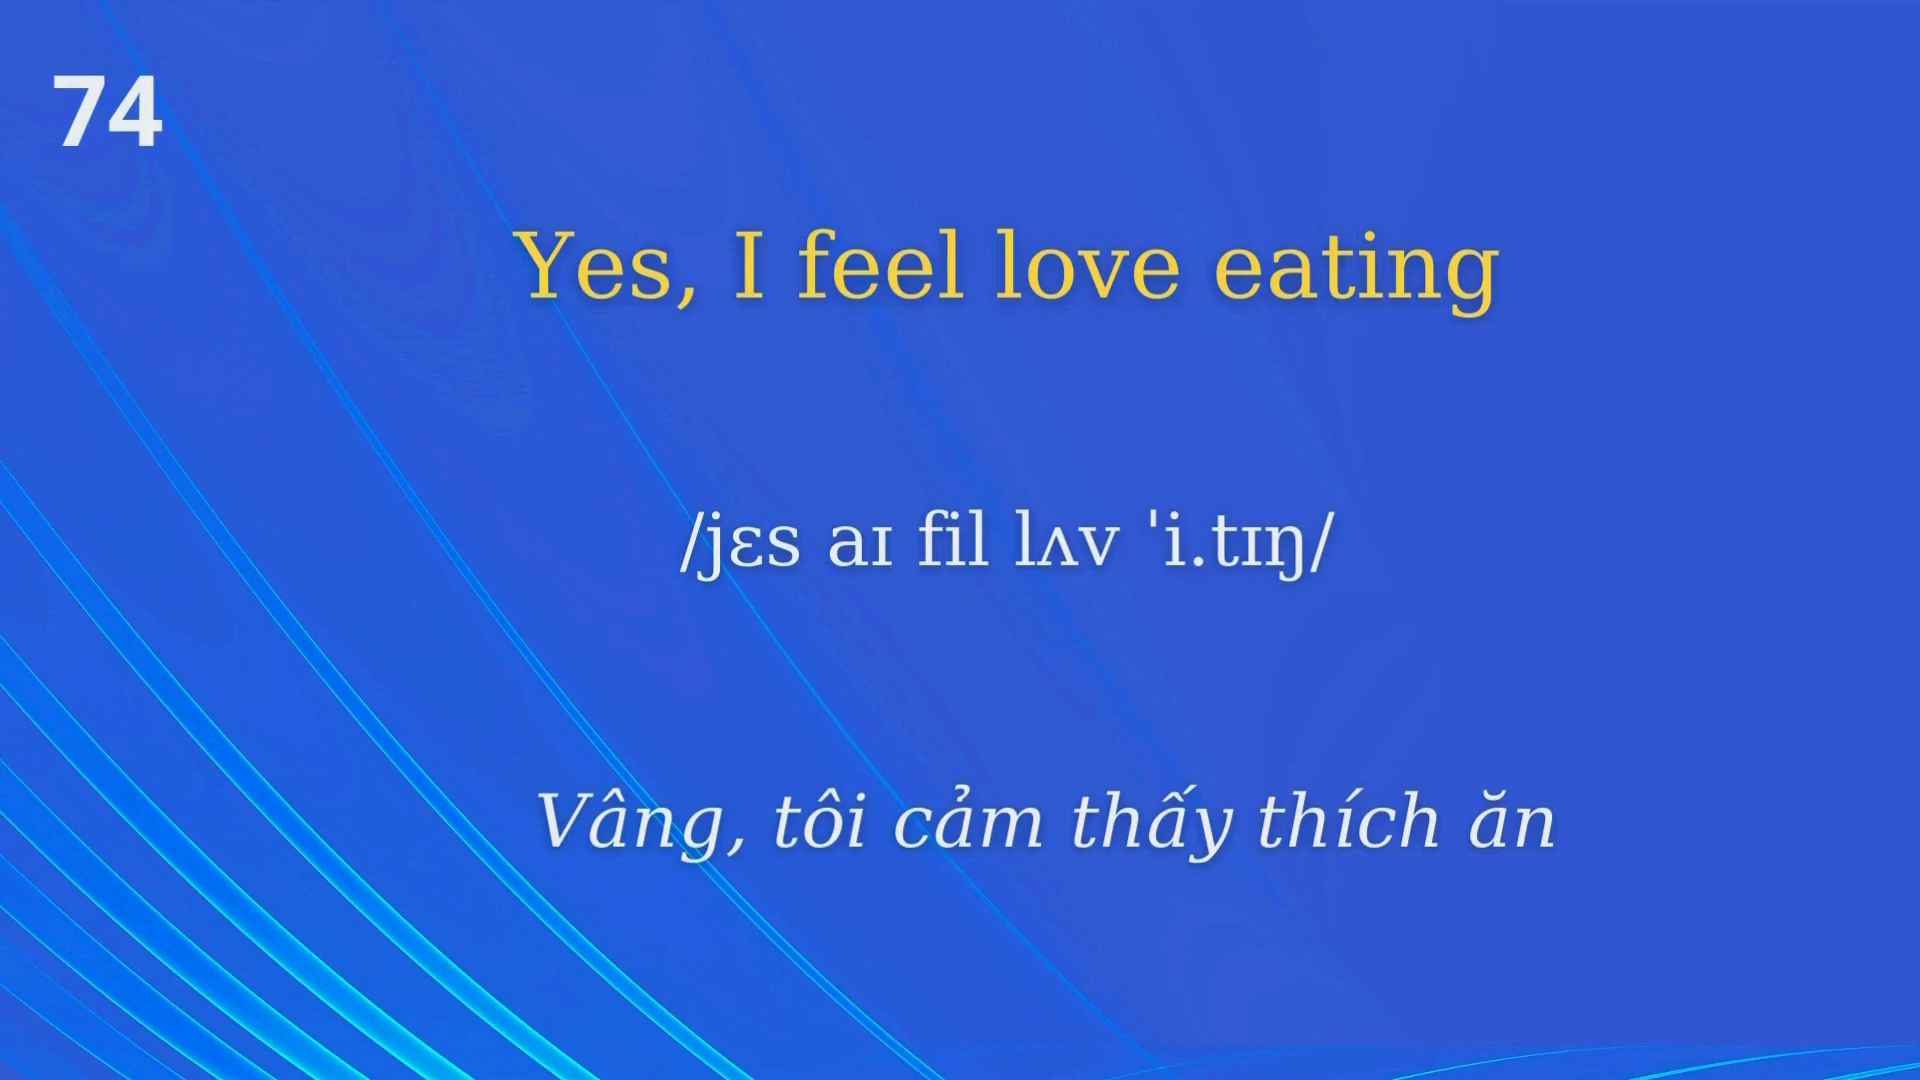 74
Yes, I feel love eating
/jɛs aɪ fil lʌv ˈi.tɪŋ/
Vâng, tôi cảm thấy thích ăn